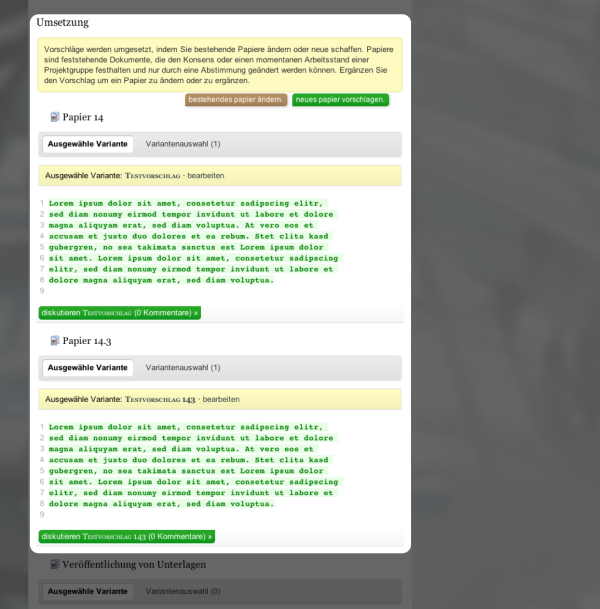 Umsetzung
Vorschläge werden umgesetzt, indem Sie bestehende Papiere ändern oder neue schaffen. Papiere
sind feststehende Dokumente, die den Konsens oder einen momentanen Arbeitsstand einer
Projektgruppe festhalten und nur durch eine Abstimmung geändert werden können. Ergänzen Sie
den Vorschlag um ein Papier zu ändern oder zu ergänzen.
bestehendes papier ändern. neues papier vorschlagen.
Papier 14
Ausgewähle Variante Variantenauswahl (1)
Ausgewähle Variante: Testvorschlag · bearbeiten
1 Lorem ipsum dolor sit amet, consetetur sadipscing elitr,
2 sed diam nonumy eirmod tempor invidunt ut labore et dolore
3 magna aliquyam erat, sed diam voluptua. At vero eos et
4 accusam et justo duo dolores et ea rebum. Stet clita kasd
5 gubergren, no sea takimata sanctus est Lorem ipsum dolor
6 sit amet. Lorem ipsum dolor sit amet, consetetur sadipscing
7 elitr, sed diam nonumy eirmod tempor invidunt ut labore et
8 dolore magna aliquyam erat, sed diam voluptua.
9
diskutieren Testvorschlag (0 Kommentare) »
Papier 14.3
Ausgewähle Variante Variantenauswahl (1)
Ausgewähle Variante: Testvorschlag 143 · bearbeiten
1 Lorem ipsum dolor sit amet, consetetur sadipscing elitr,
2 sed diam nonumy eirmod tempor invidunt ut labore et dolore
3 magna aliquyam erat, sed diam voluptua. At vero eos et
4 accusam et justo duo dolores et ea rebum. Stet clita kasd
5 gubergren, no sea takimata sanctus est Lorem ipsum dolor
6 sit amet. Lorem ipsum dolor sit amet, consetetur sadipscing
7 elitr, sed diam nonumy eirmod tempor invidunt ut labore et
8 dolore magna aliquyam erat, sed diam voluptua.
9
diskutieren Testvorschlag 143 (0 Kommentare) »
Veröffentlichung von Unterlagen
Ausgewähle Variante Variantenauswahl (0)